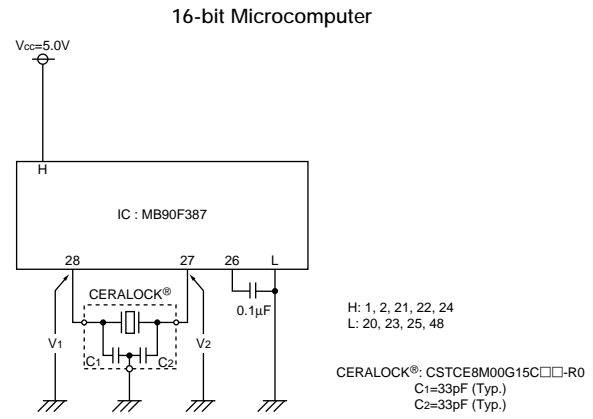 16-bit Microcomputer
Vcc=5.0V
H
IC : MB90F387
28 27 26 L
CERALOCK®
0.1μF
V1 V2
C1 C2
H: 1, 2, 21, 22, 24
L: 20, 23, 25, 48
CERALOCK®: CSTCE8M00G15C□□-R0
C1=33pF (Typ.)
C2=33pF (Typ.)